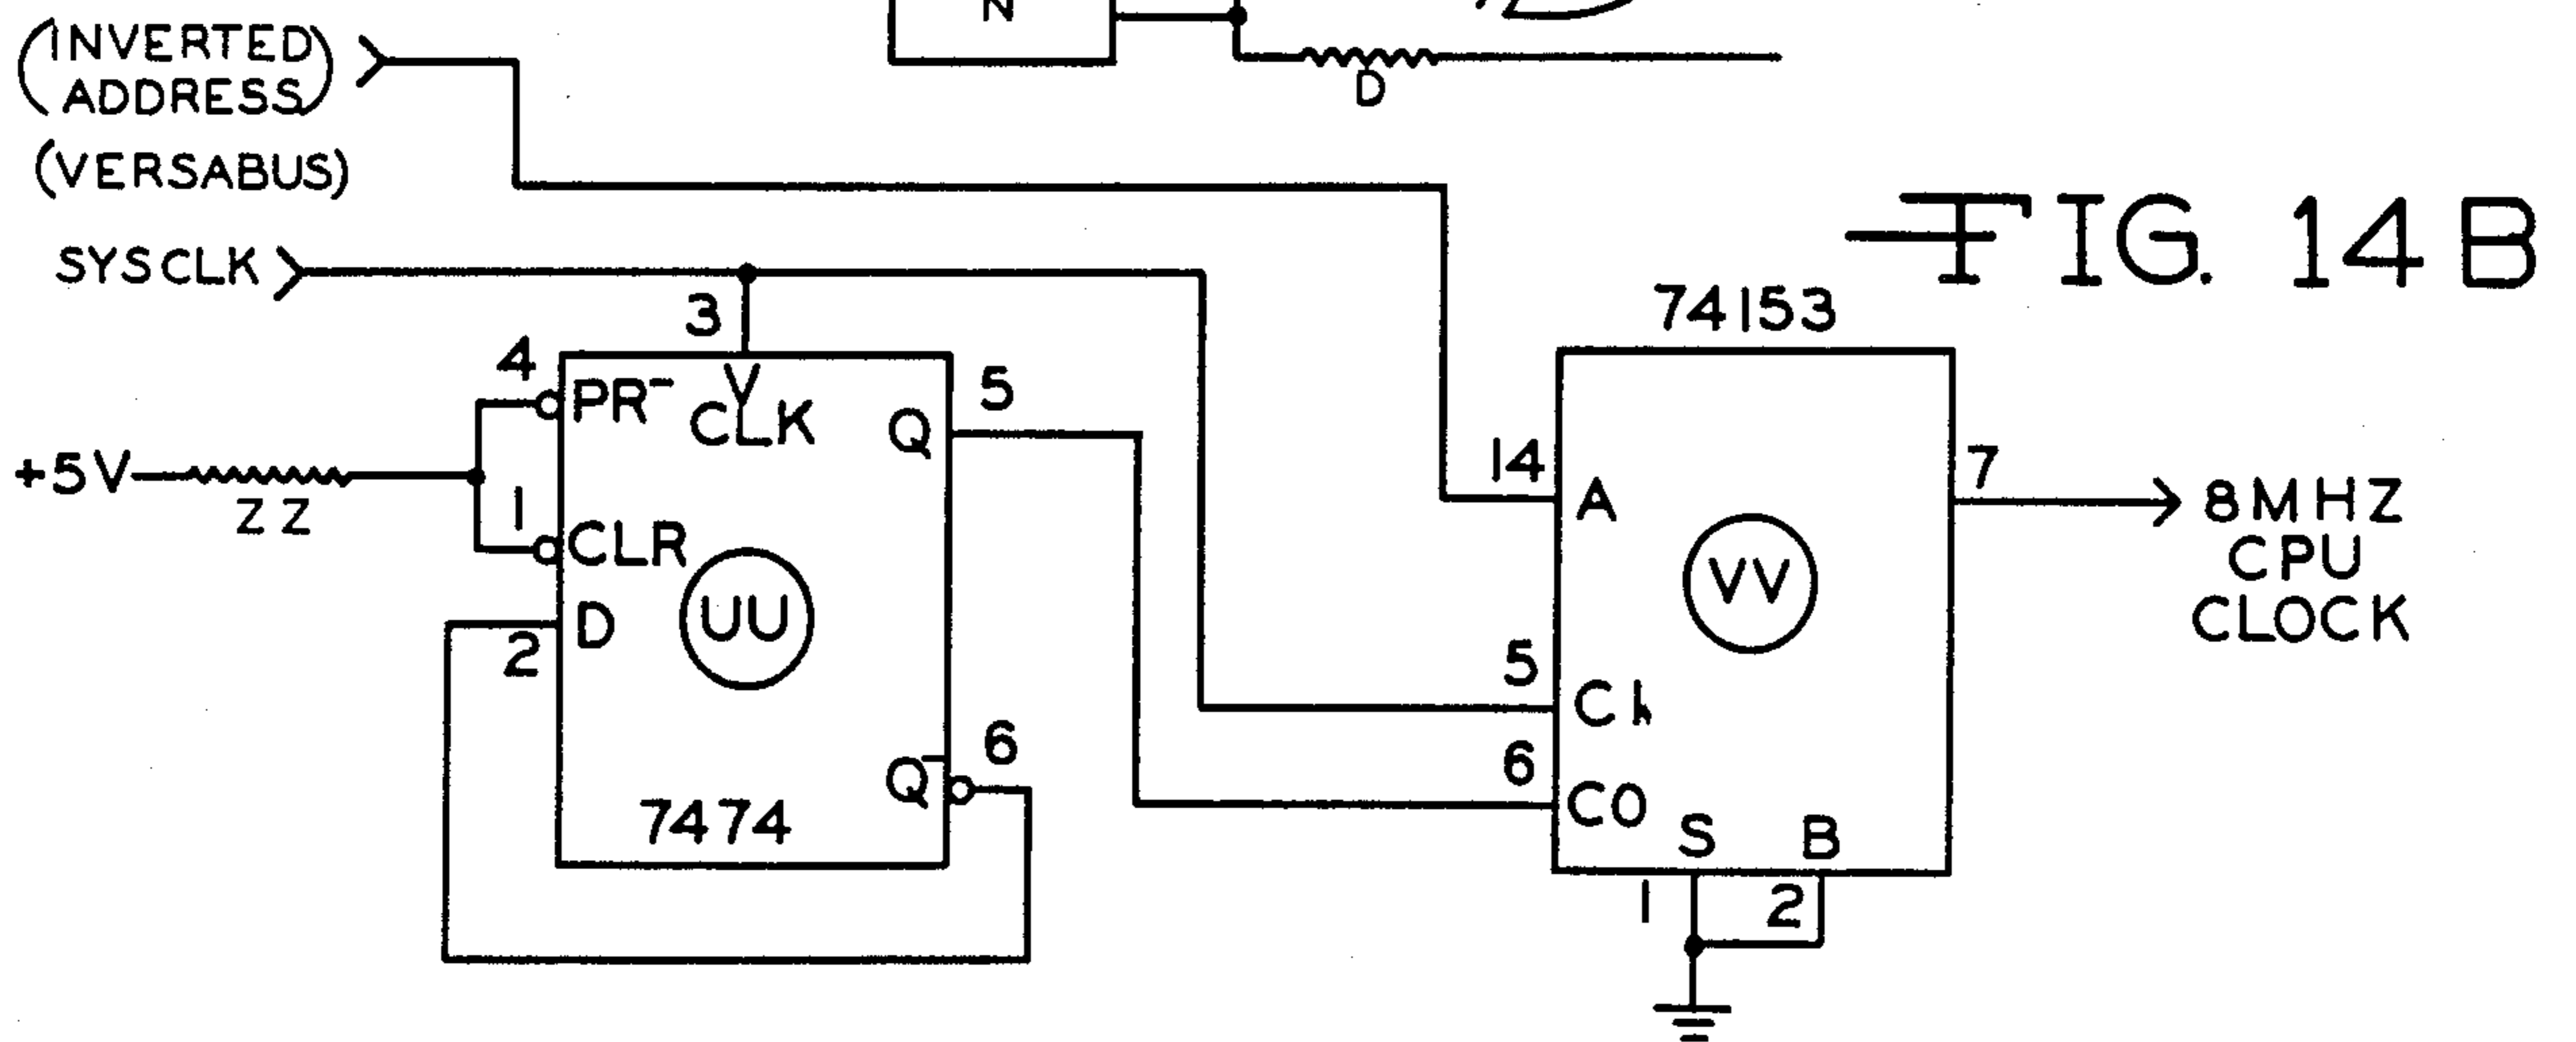 N
D
(INVERTED
ADDRESS)
(VERSABUS)
SYSCLK
FIG. 14 B
74153
3
4
PR-
CLK
Q
5
+5V
ZZ
1
CLR
D
2
UU
Q-
6
7474
14
A
7
8MHZ
CPU
CLOCK
VV
5
C1
6
C0
S
B
1
2